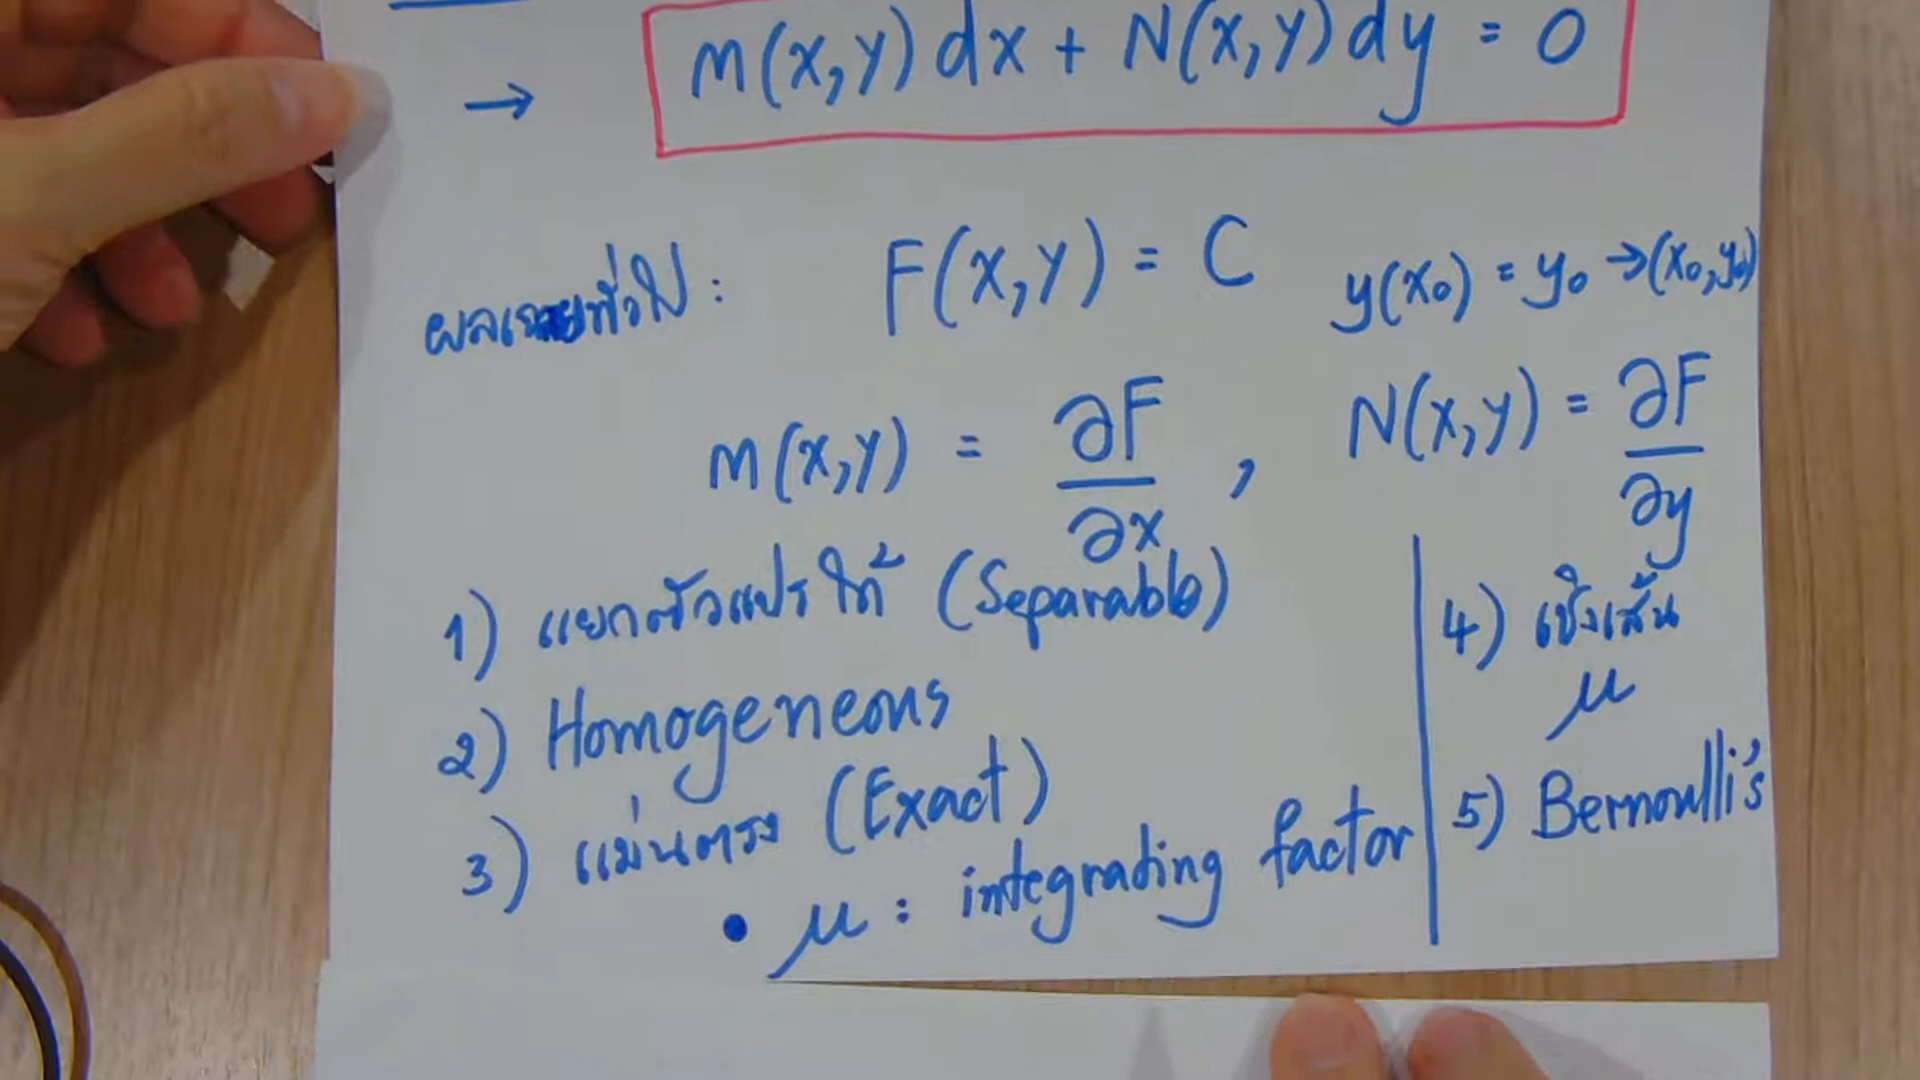 → M(x,y) dx + N(x,y) dy = 0
ผลเฉลยทั่วไป : F(x,y) = C y(x₀) = y₀ → (x₀,y₀)
M(x,y) = ∂F/∂x , N(x,y) = ∂F/∂y
1) แยกตัวแปรได้ (Separable)
2) Homogeneous
3) แม่นตรง (Exact)
• μ : integrating factor
4) เชิงเส้น
μ
5) Bernoulli's